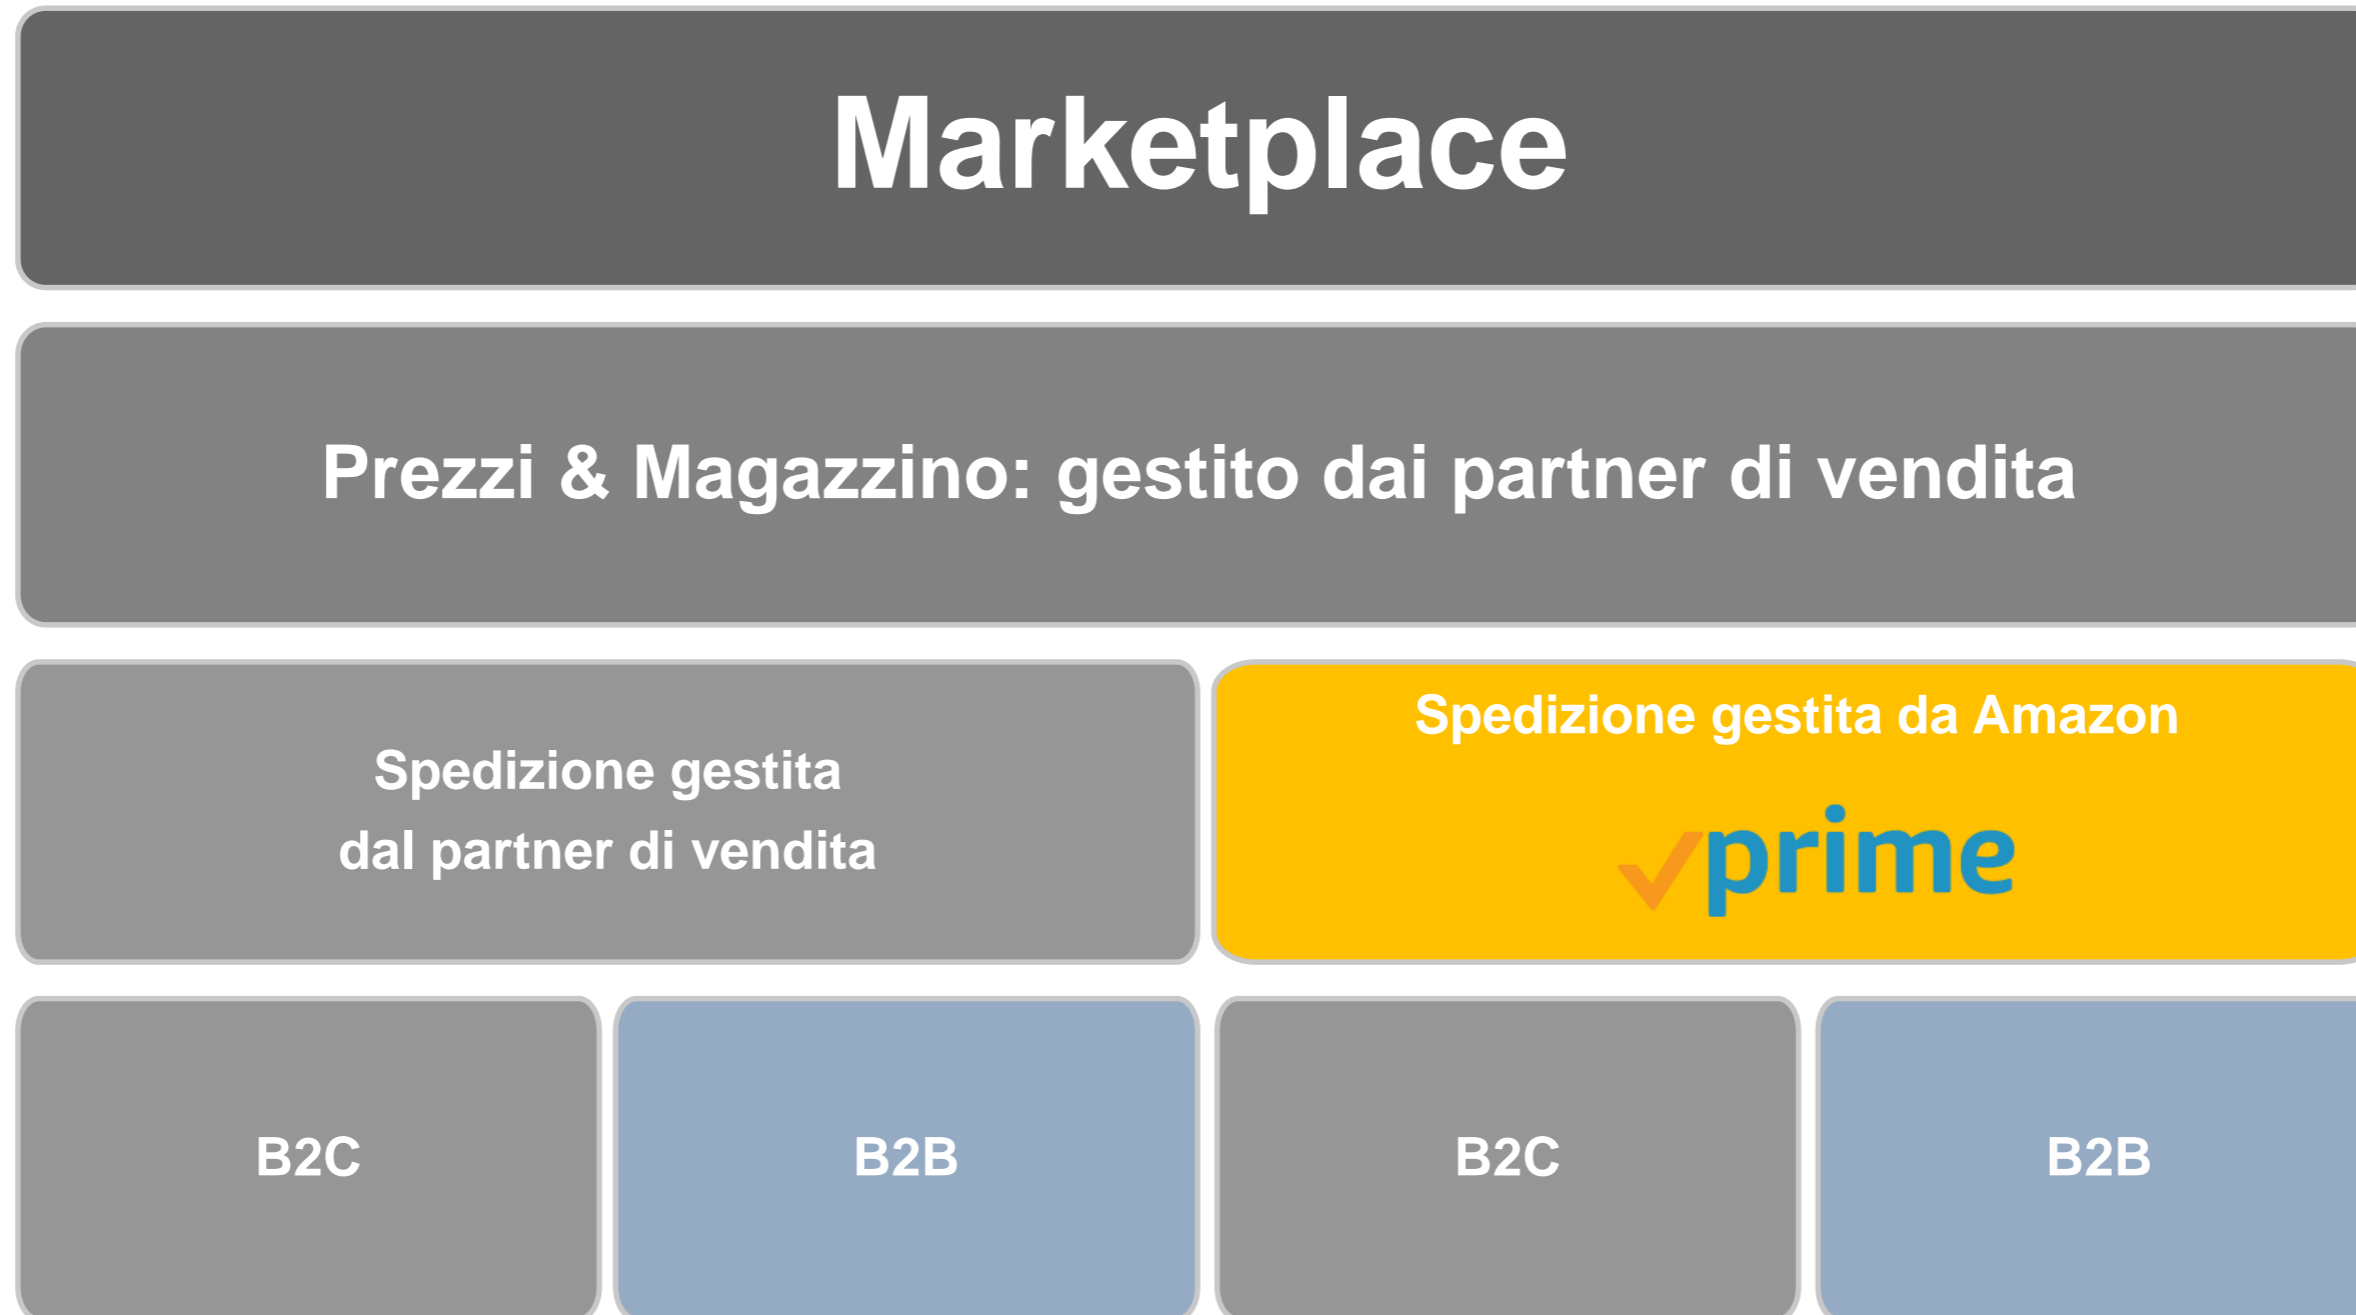 Marketplace
Prezzi & Magazzino: gestito dai partner di vendita
Spedizione gestita
dal partner di vendita
Spedizione gestita da Amazon
prime
B2C
B2B
B2C
B2B